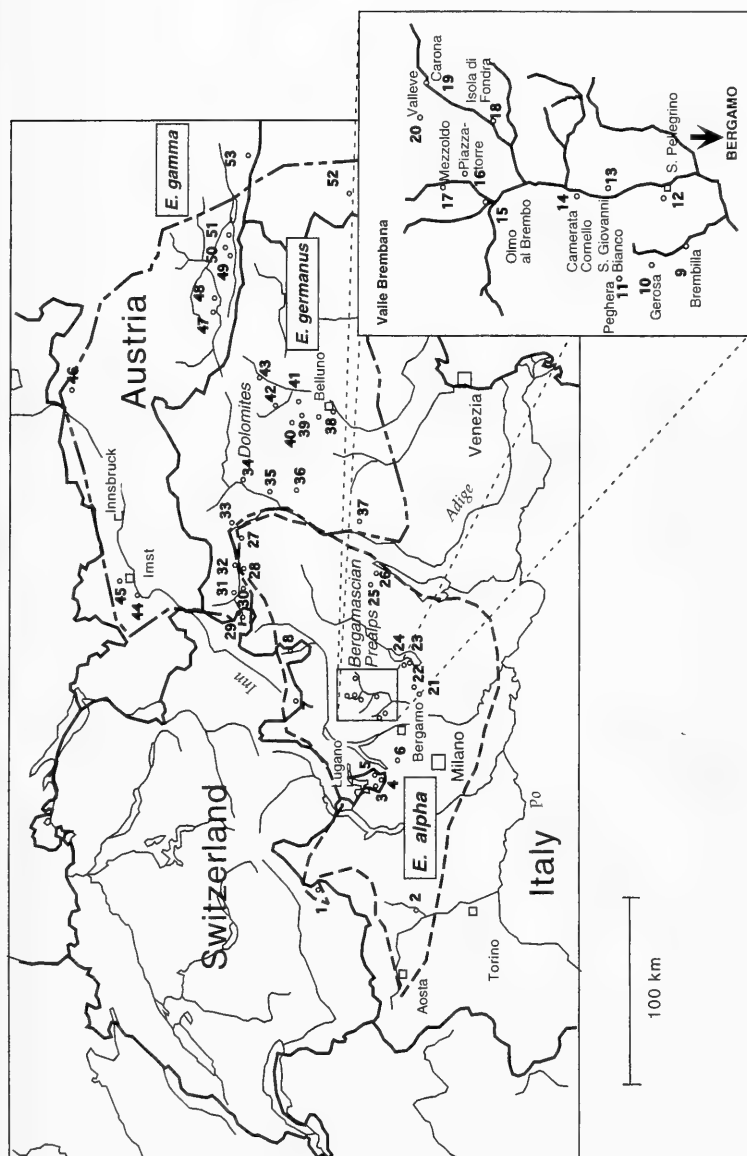 E. gamma
53
52
51
50
49
48
47
46
Austria
E. germanus
Innsbruck
Imst
45
44
Dolomites
43
42
41
40
39
38
Belluno
34
35
36
37
33
32
31
30
29
28
27
26
25
24
23
22
21
Venezia
Adige
Bergamascian
Prealps
Inn
8
Switzerland
Lugano
5
3
4
6
Bergamo
Milano
E. alpha
1
2
Po
Italy
Aosta
Torino
100 km
Valle Brembana
20
Valleve
Carona
19
Isola di
Fondra
18
Mezzoldo
17
Piazza-
torre
16
15
Olmo
al Brembo
14
Camerata
Cornello
S. Giovanni
13
Peghera
Bianco
11
10
Gerosa
S. Pellegrino
12
9
Brembilla
BERGAMO